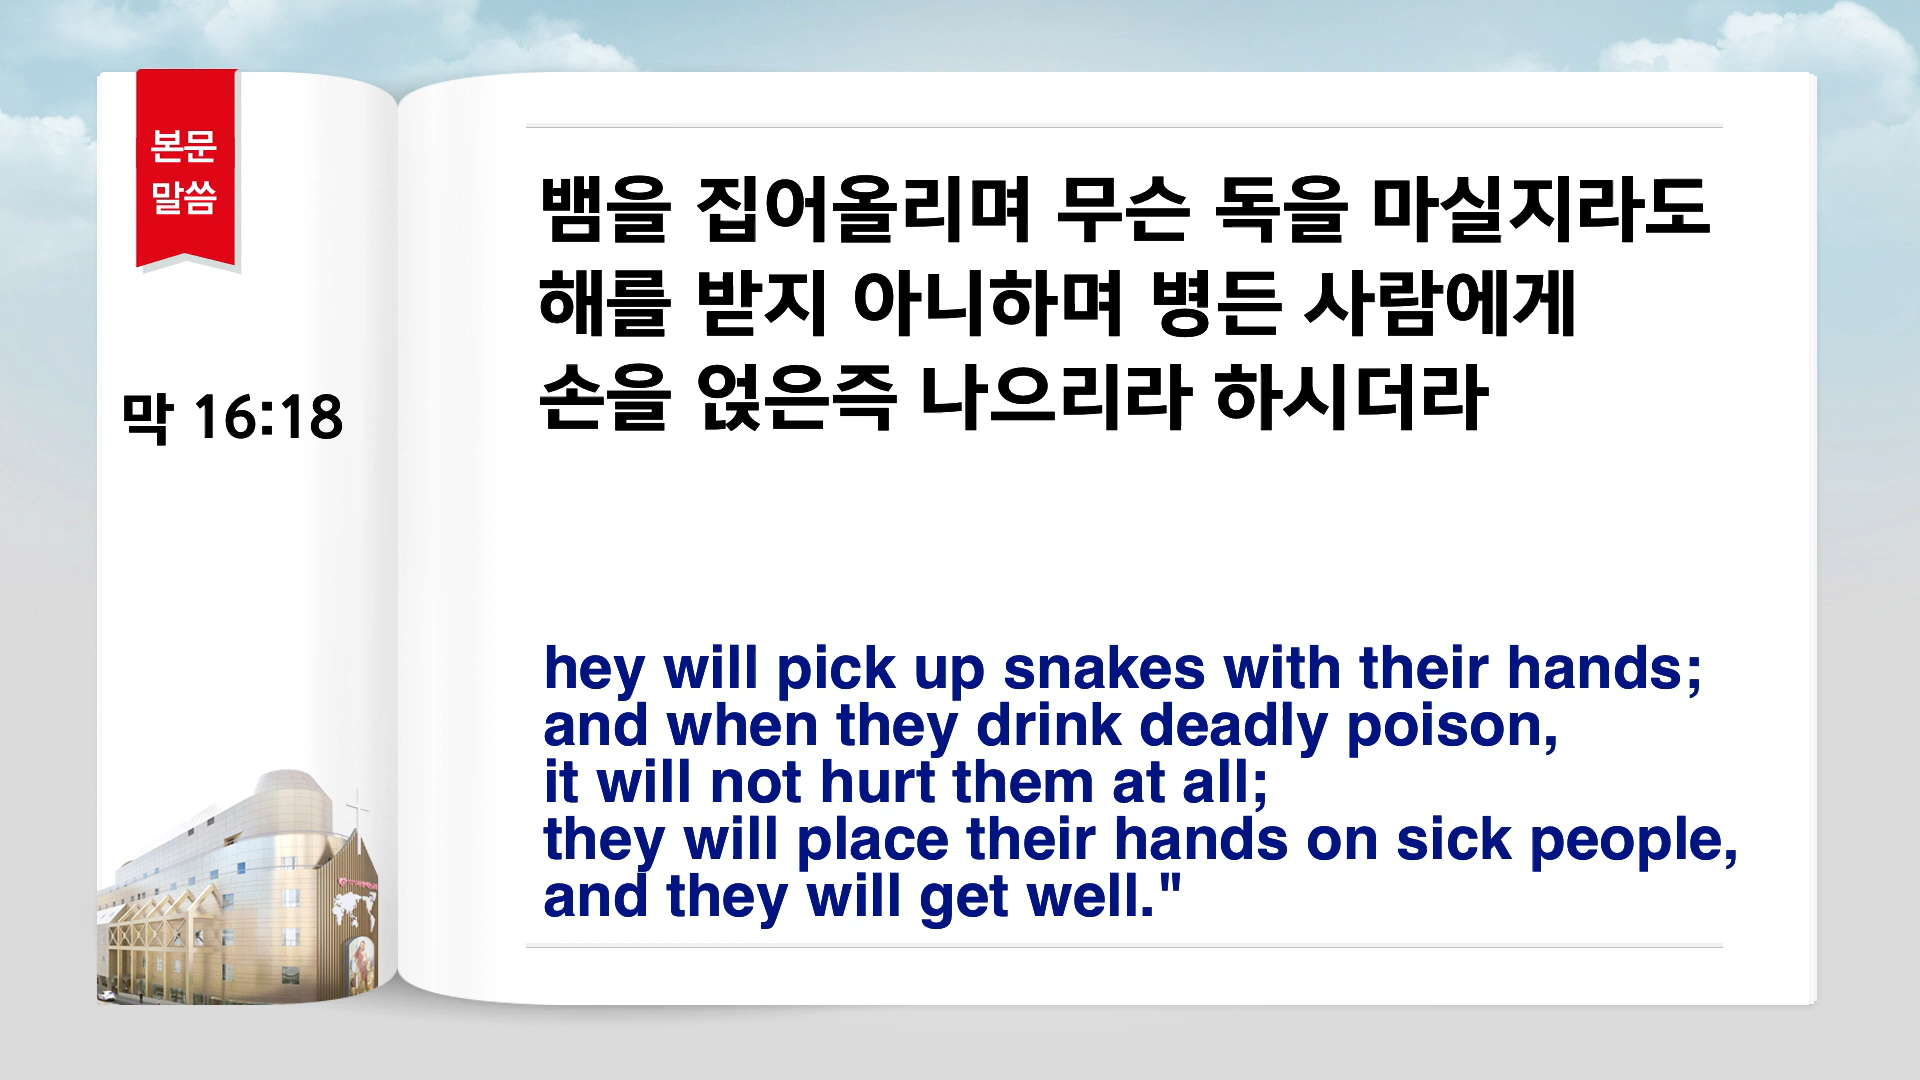 본문
말씀
막 16:18
뱀을 집어올리며 무슨 독을 마실지라도
해를 받지 아니하며 병든 사람에게
손을 얹은즉 나으리라 하시더라
hey will pick up snakes with their hands;
and when they drink deadly poison,
it will not hurt them at all;
they will place their hands on sick people,
and they will get well."